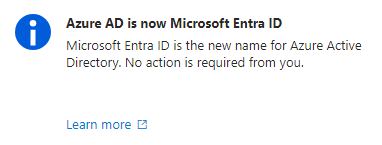 Azure AD is now Microsoft Entra ID
Microsoft Entra ID is the new name for Azure Active
Directory. No action is required from you.
Learn more